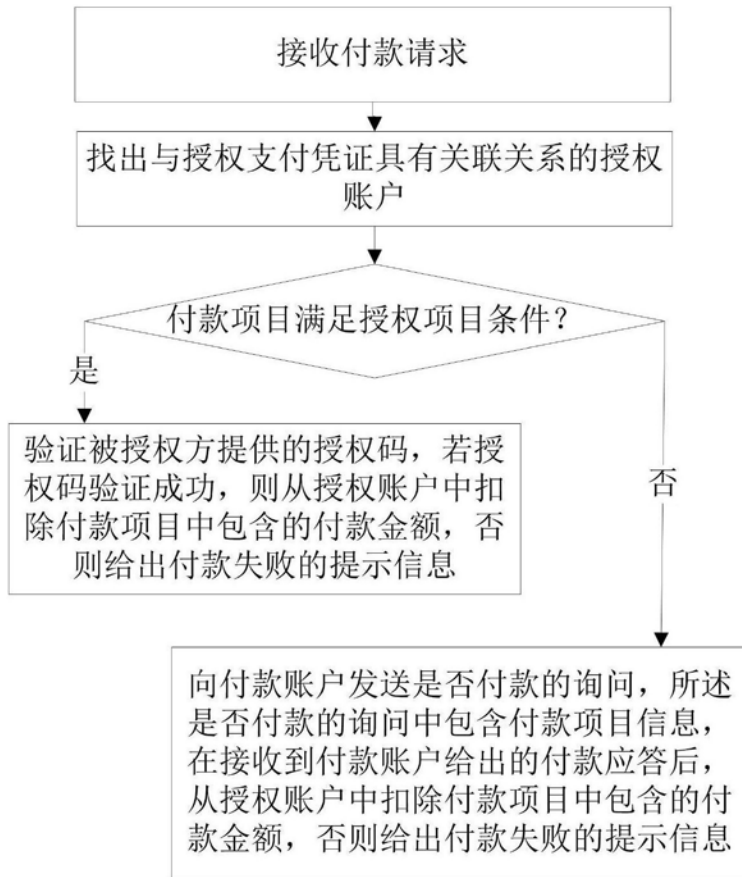 接收付款请求
找出与授权支付凭证具有关联关系的授权
账户
付款项目满足授权项目条件？
是
验证被授权方提供的授权码，若授
权码验证成功，则从授权账户中扣
除付款项目中包含的付款金额，否
则给出付款失败的提示信息
否
向付款账户发送是否付款的询问，所述
是否付款的询问中包含付款项目信息，
在接收到付款账户给出的付款应答后，
从授权账户中扣除付款项目中包含的付
款金额，否则给出付款失败的提示信息